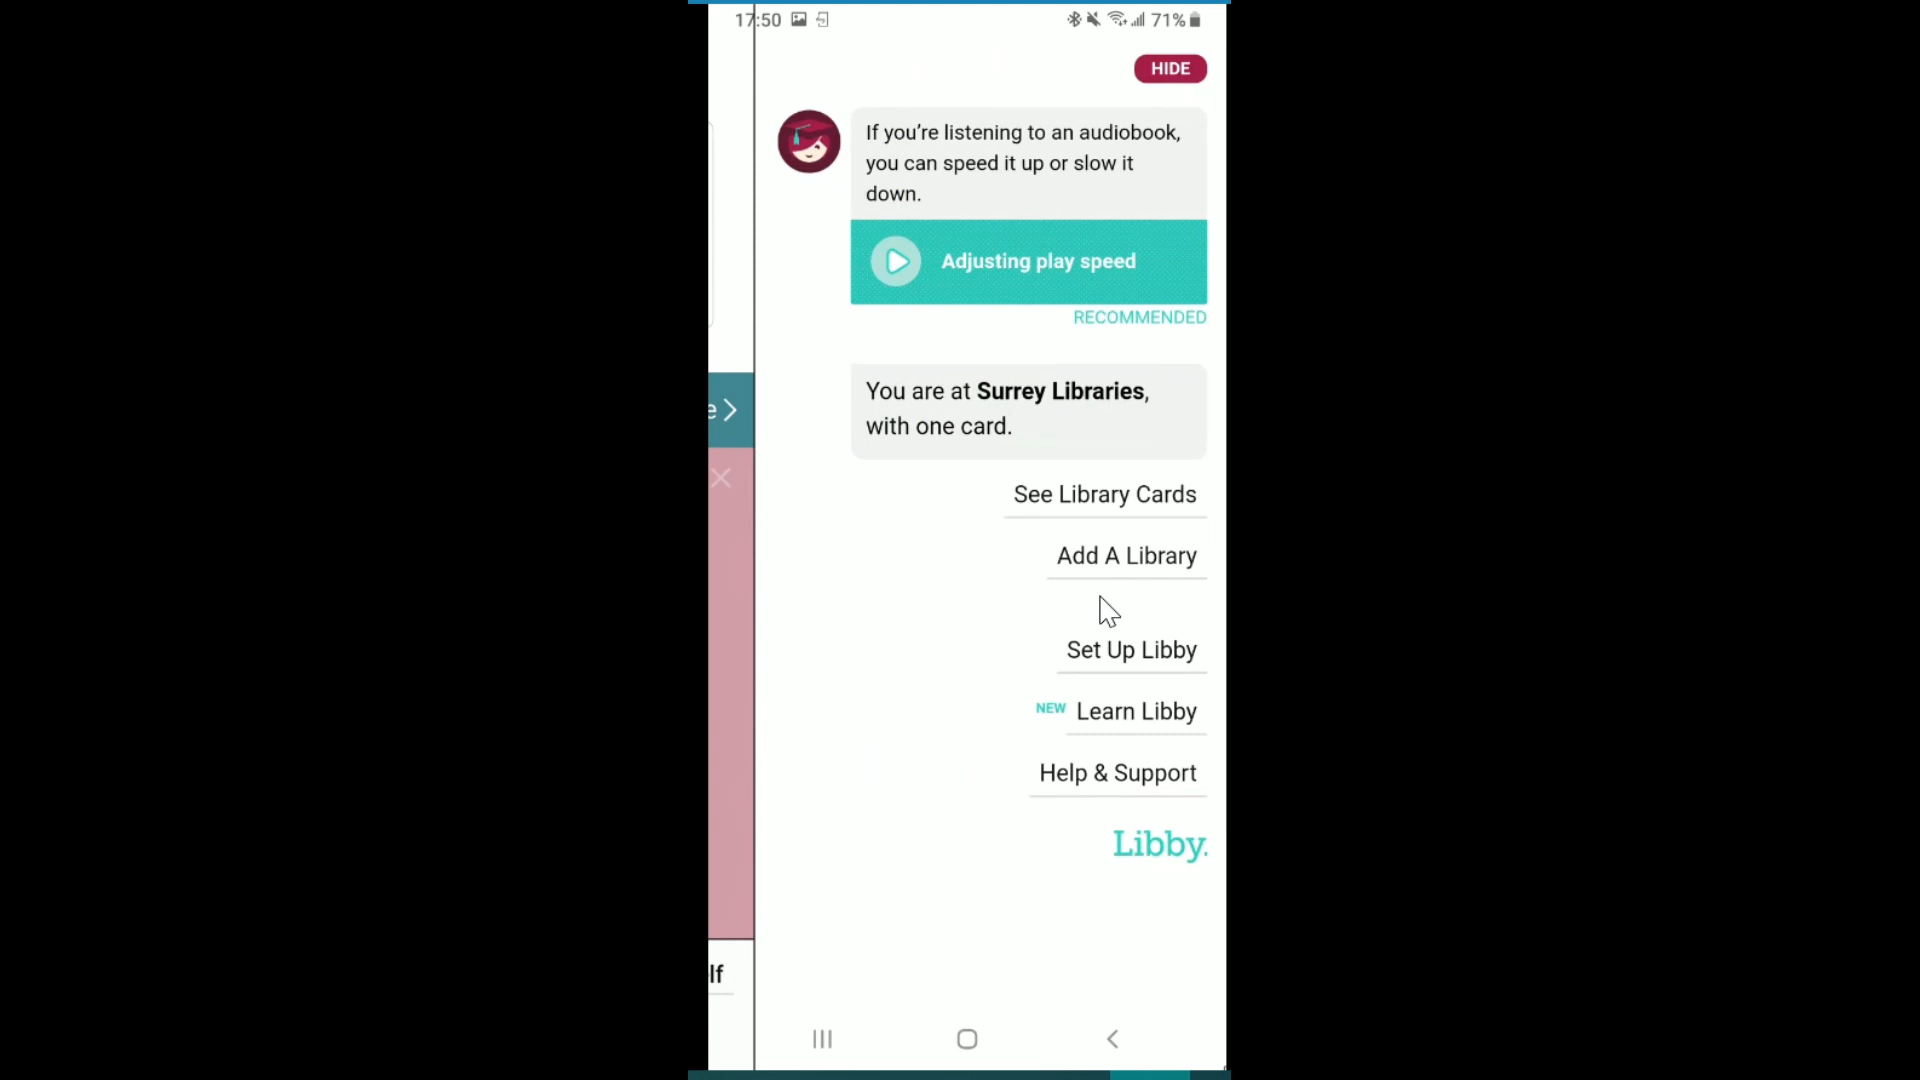 17:50 71%
HIDE
If you’re listening to an audiobook,
you can speed it up or slow it
down.
Adjusting play speed
RECOMMENDED
You are at Surrey Libraries,
with one card.
e
See Library Cards
Add A Library
Set Up Libby
NEW Learn Libby
Help & Support
Libby.
lf